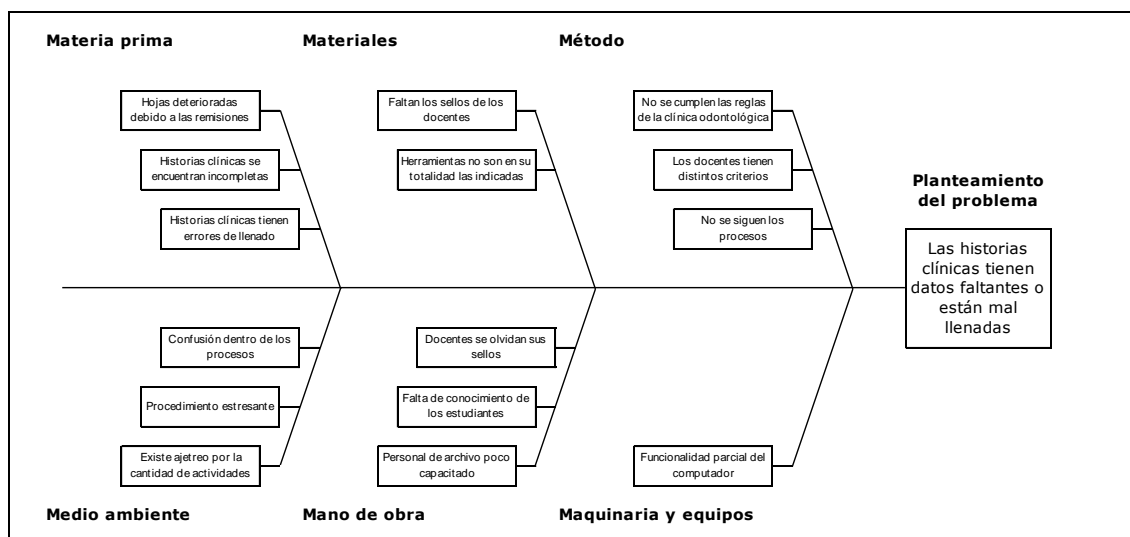 Materia prima
Materiales
Método
Hojas deterioradas
debido a las remisiones
Historias clínicas se
encuentran incompletas
Historias clínicas tienen
errores de llenado
Faltan los sellos de los
docentes
Herramientas no son en su
totalidad las indicadas
No se cumplen las reglas
de la clínica odontológica
Los docentes tienen
distintos criterios
No se siguen los
procesos
Planteamiento
del problema
Las historias
clínicas tienen
datos faltantes o
están mal
llenadas
Confusión dentro de los
procesos
Procedimiento estresante
Existe ajetreo por la
cantidad de actividades
Docentes se olvidan sus
sellos
Falta de conocimiento de
los estudiantes
Personal de archivo poco
capacitado
Funcionalidad parcial del
computador
Medio ambiente
Mano de obra
Maquinaria y equipos